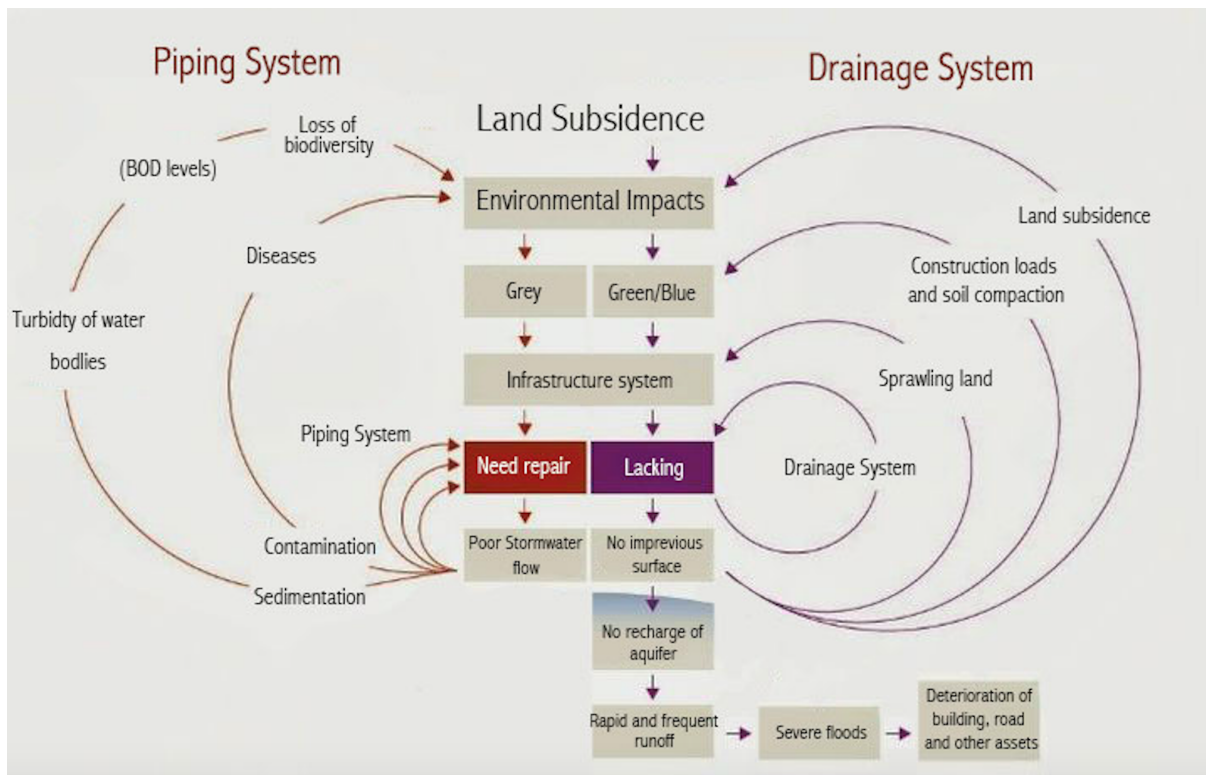 Piping System
Drainage System
Land Subsidence
Loss of
biodiversity
(BOD levels)
Environmental Impacts
Land subsidence
Diseases
Construction loads
and soil compaction
Grey
Green/Blue
Turbidty of water
bodlies
Infrastructure system
Sprawling land
Piping System
Need repair
Lacking
Drainage System
Contamination
Poor Stormwater
flow
No imprevious
surface
Sedimentation
No recharge of
aquifer
Rapid and frequent
runoff
Severe floods
Deterioration of
building, road
and other assets